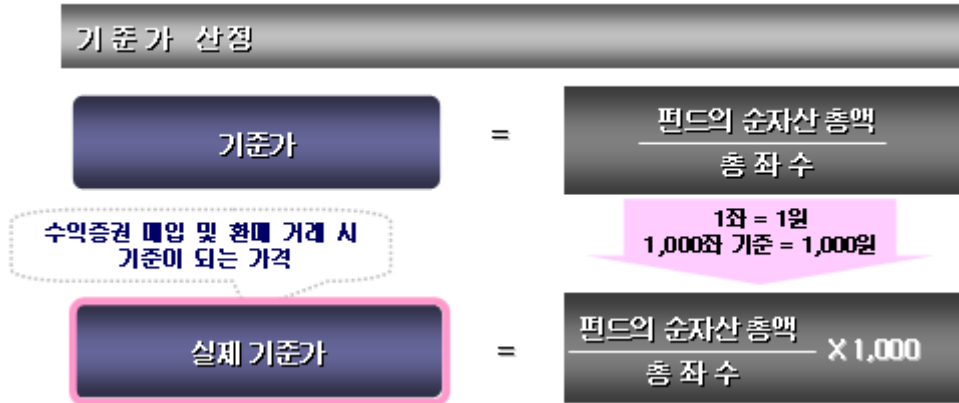 기준가 산정
기준가
=
펀드의 순자산 총액
총 좌 수
수익증권 매입 및 환매 거래 시
기준이 되는 가격
1좌 = 1원
1,000좌 기준 = 1,000원
실제 기준가
=
펀드의 순자산 총액
총 좌 수
X 1,000